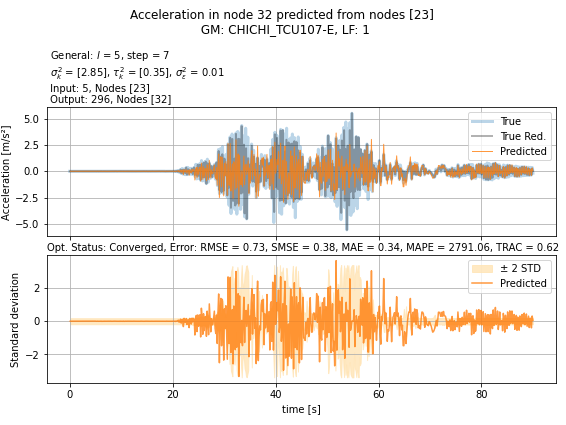 Acceleration in node 32 predicted from nodes [23]
GM: CHICHI_TCU107-E, LF: 1
General: l = 5, step = 7
σ²ₖ = [2.85], τ²ₖ = [0.35], σ²ε = 0.01
Input: 5, Nodes [23]
Output: 296, Nodes [32]
Acceleration [m/s²]
5.0
2.5
0.0
−2.5
−5.0
True
True Red.
Predicted
Opt. Status: Converged, Error: RMSE = 0.73, SMSE = 0.38, MAE = 0.34, MAPE = 2791.06, TRAC = 0.62
Standard deviation
2
0
−2
± 2 STD
Predicted
0 20 40 60 80
time [s]